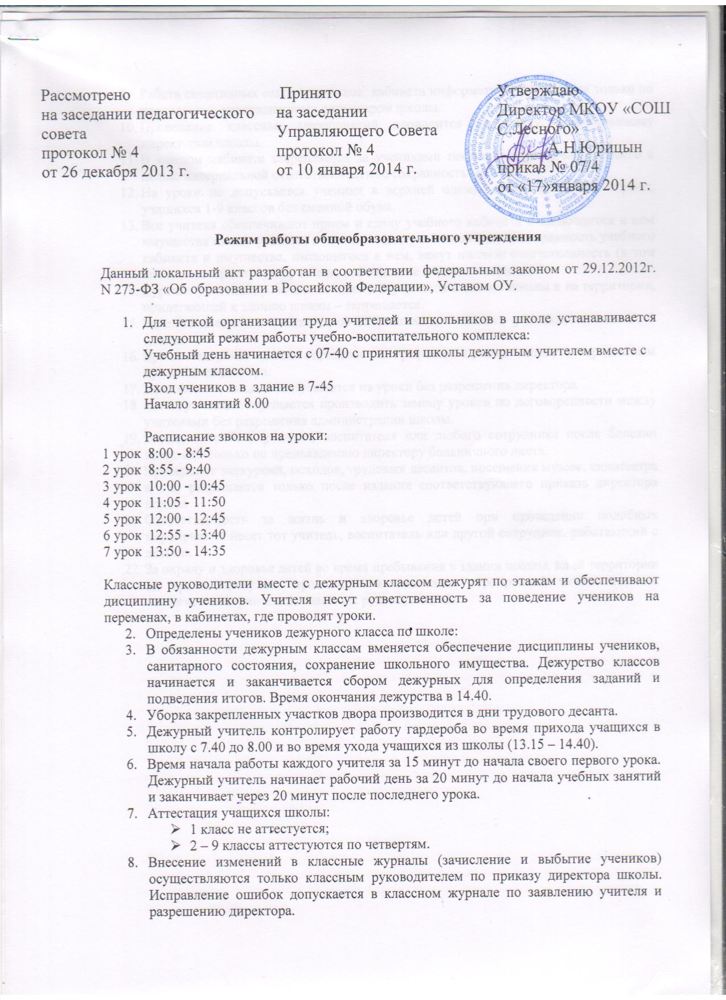 Рассмотрено
на заседании педагогического
совета
протокол № 4
от 26 декабря 2013 г.
Принято
на заседании
Управляющего Совета
протокол № 4
от 10 января 2014 г.
Утверждаю
Директор МКОУ «СОШ
С.Лесного»
А.Н.Юрицын
приказ № 07/4
от «17»января 2014 г.
Режим работы общеобразовательного учреждения
Данный локальный акт разработан в соответствии федеральным законом от 29.12.2012г.
N 273-ФЗ «Об образовании в Российской Федерации», Уставом ОУ .
1. Для четкой организации труда учителей и школьников в школе устанавливается
следующий режим работы учебно-воспитательного комплекса:
Учебный день начинается с 07-40 с принятия школы дежурным учителем вместе с
дежурным классом.
Вход учеников в здание в 7-45
Начало занятий 8.00
Расписание звонков на уроки:
1 урок 8:00 - 8:45
2 урок 8:55 - 9:40
3 урок 10:00 - 10:45
4 урок 11:05 - 11:50
5 урок 12:00 - 12:45
6 урок 12:55 - 13:40
7 урок 13:50 - 14:35
Классные руководители вместе с дежурным классом дежурят по этажам и обеспечивают
дисциплину учеников. Учителя несут ответственность за поведение учеников на
переменах, в кабинетах, где проводят уроки.
2. Определены учеников дежурного класса по школе:
3. В обязанности дежурным классам вменяется обеспечение дисциплины учеников,
санитарного состояния, сохранение школьного имущества. Дежурство классов
начинается и заканчивается сбором дежурных для определения заданий и
подведения итогов. Время окончания дежурства в 14.40.
4. Уборка закрепленных участков двора производится в дни трудового десанта.
5. Дежурный учитель контролирует работу гардероба во время прихода учащихся в
школу с 7.40 до 8.00 и во время ухода учащихся из школы (13.15 – 14.40).
6. Время начала работы каждого учителя за 15 минут до начала своего первого урока.
Дежурный учитель начинает рабочий день за 20 минут до начала учебных занятий
и заканчивает через 20 минут после последнего урока.
7. Аттестация учащихся школы:
➢ 1 класс не аттестуется;
➢ 2 – 9 классы аттестуются по четвертям.
8. Внесение изменений в классные журналы (зачисление и выбытие учеников)
осуществляются только классным руководителем по приказу директора школы.
Исправление ошибок допускается в классном журнале по заявлению учителя и
разрешению директора.